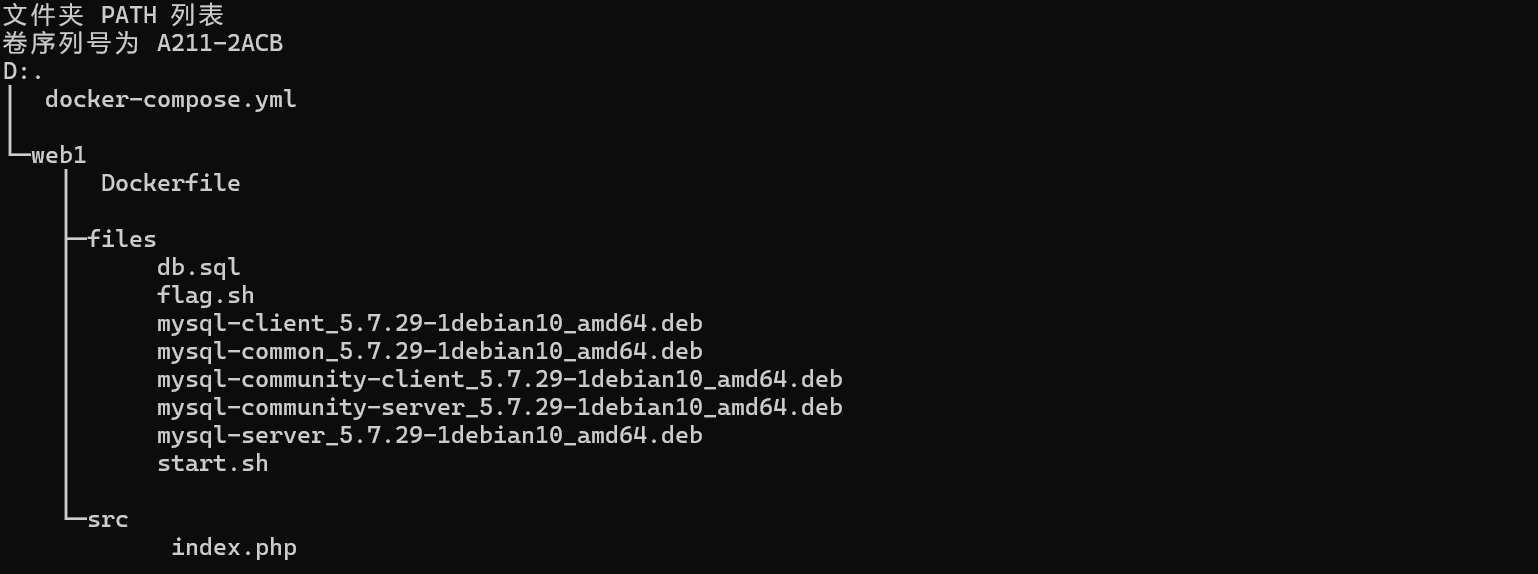 文件夹 PATH 列表
卷序列号为 A211-2ACB
D:.
│  docker-compose.yml
│
└─web1
    │  Dockerfile
    │
    ├─files
    │      db.sql
    │      flag.sh
    │      mysql-client_5.7.29-1debian10_amd64.deb
    │      mysql-common_5.7.29-1debian10_amd64.deb
    │      mysql-community-client_5.7.29-1debian10_amd64.deb
    │      mysql-community-server_5.7.29-1debian10_amd64.deb
    │      mysql-server_5.7.29-1debian10_amd64.deb
    │      start.sh
    │
    └─src
            index.php